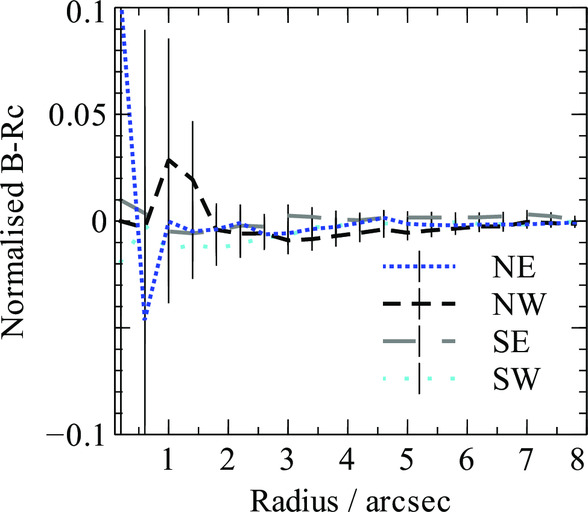 0.1
0.05
0
−0.1
Normalised B-Rc
NE
NW
SE
SW
1 2 3 4 5 6 7 8
Radius / arcsec